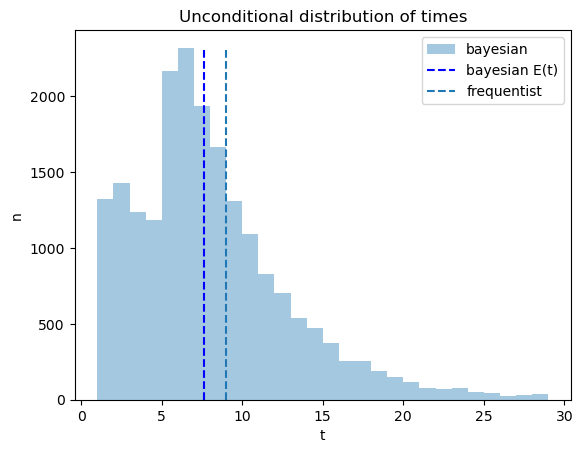 Unconditional distribution of times
bayesian
bayesian E(t)
frequentist
n
2000
1500
1000
500
0
0
5
10
15
20
25
30
t